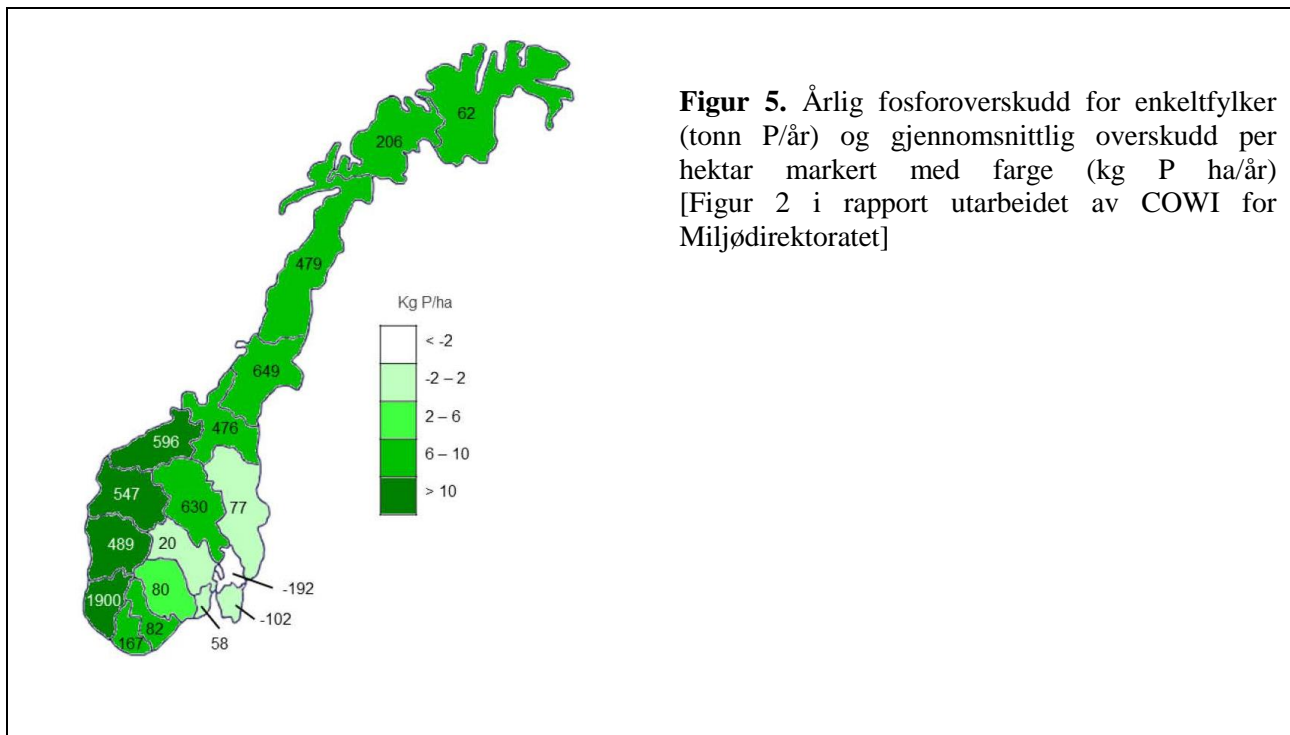 Figur 5. Årlig fosforoverskudd for enkeltfylker
(tonn P/år) og gjennomsnittlig overskudd per
hektar markert med farge (kg P ha/år)
[Figur 2 i rapport utarbeidet av COWI for
Miljødirektoratet]
62
206
479
649
476
596
547
630
77
489
20
1900
80
82
167
58
-192
-102
Kg P/ha
< -2
-2 – 2
2 – 6
6 – 10
> 10